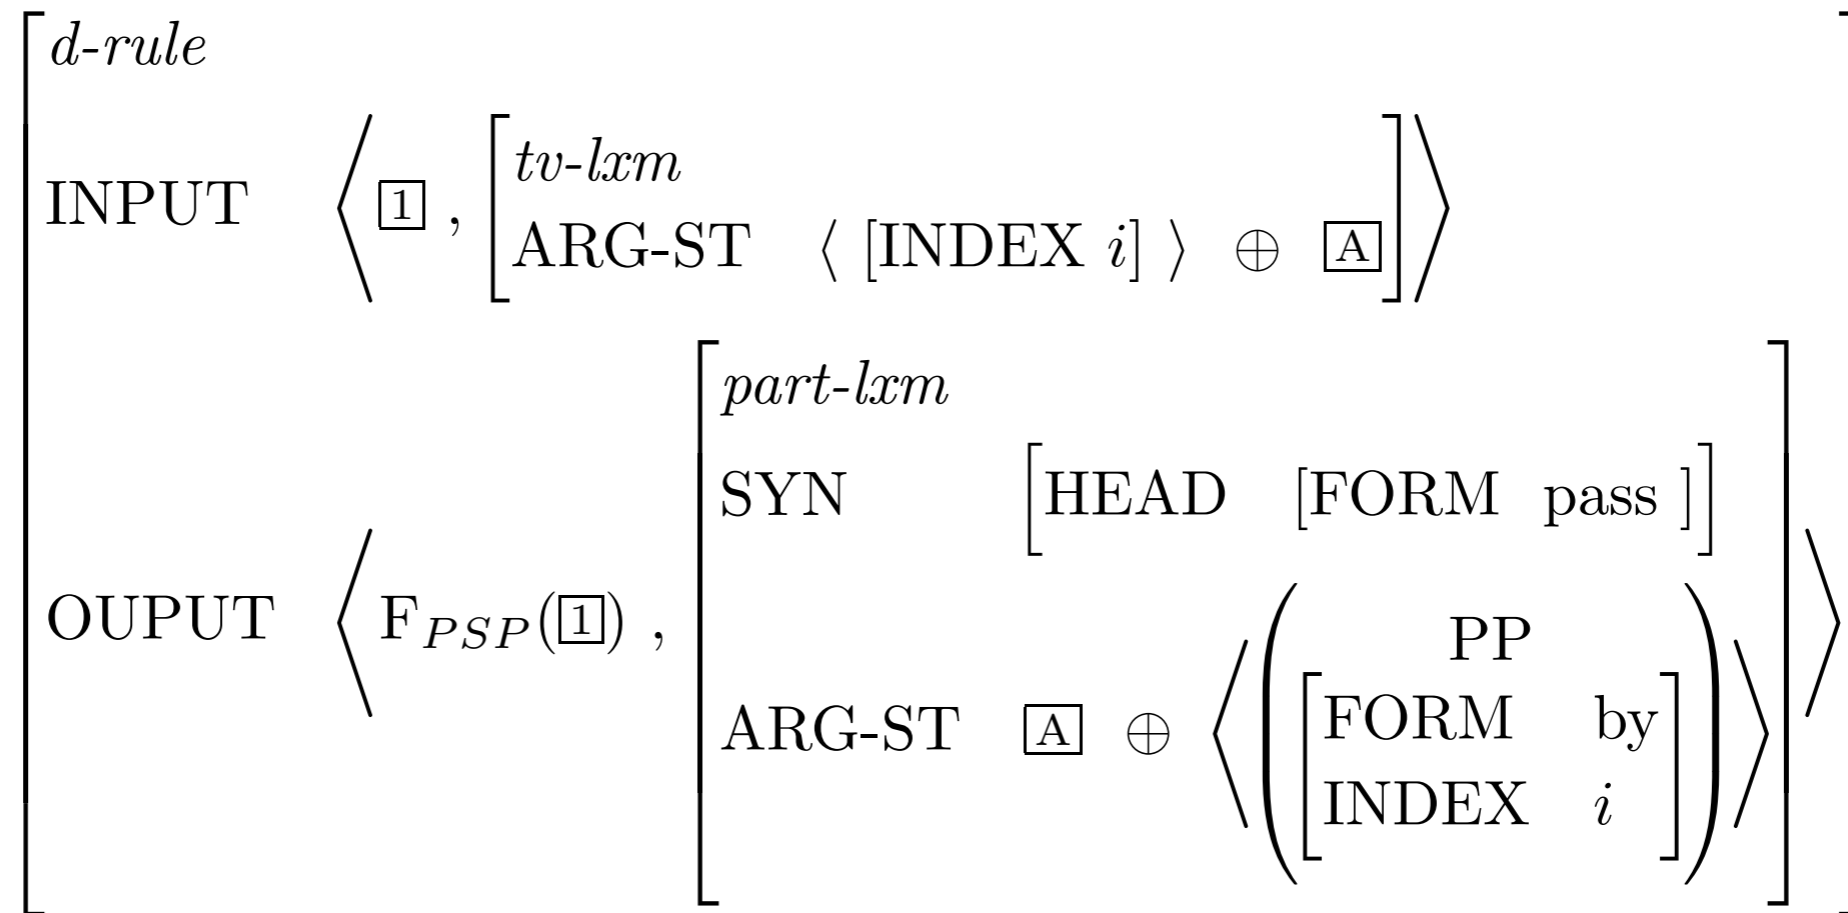 d-rule
INPUT ⟨ 1 , [ tv-lxm
ARG-ST ⟨ [INDEX i] ⟩ ⊕ A ] ⟩
OUPUT ⟨ F_PSP(1) , [ part-lxm
SYN [ HEAD [FORM pass ] ]
ARG-ST A ⊕ ⟨ ( PP
[ FORM by
INDEX i ] ) ⟩ ] ⟩